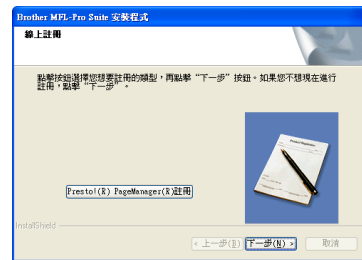 Brother MFL-Pro Suite 安裝程式
線上註冊
點擊按鈕選擇您想要註冊的類型，再點擊 “下一步” 按鈕。如果您不想現在進行
註冊，點擊 “下一步” 。
Presto!(R) PageManager(R)註冊
InstallShield
< 上一步(B)
下一步(N) >
取消